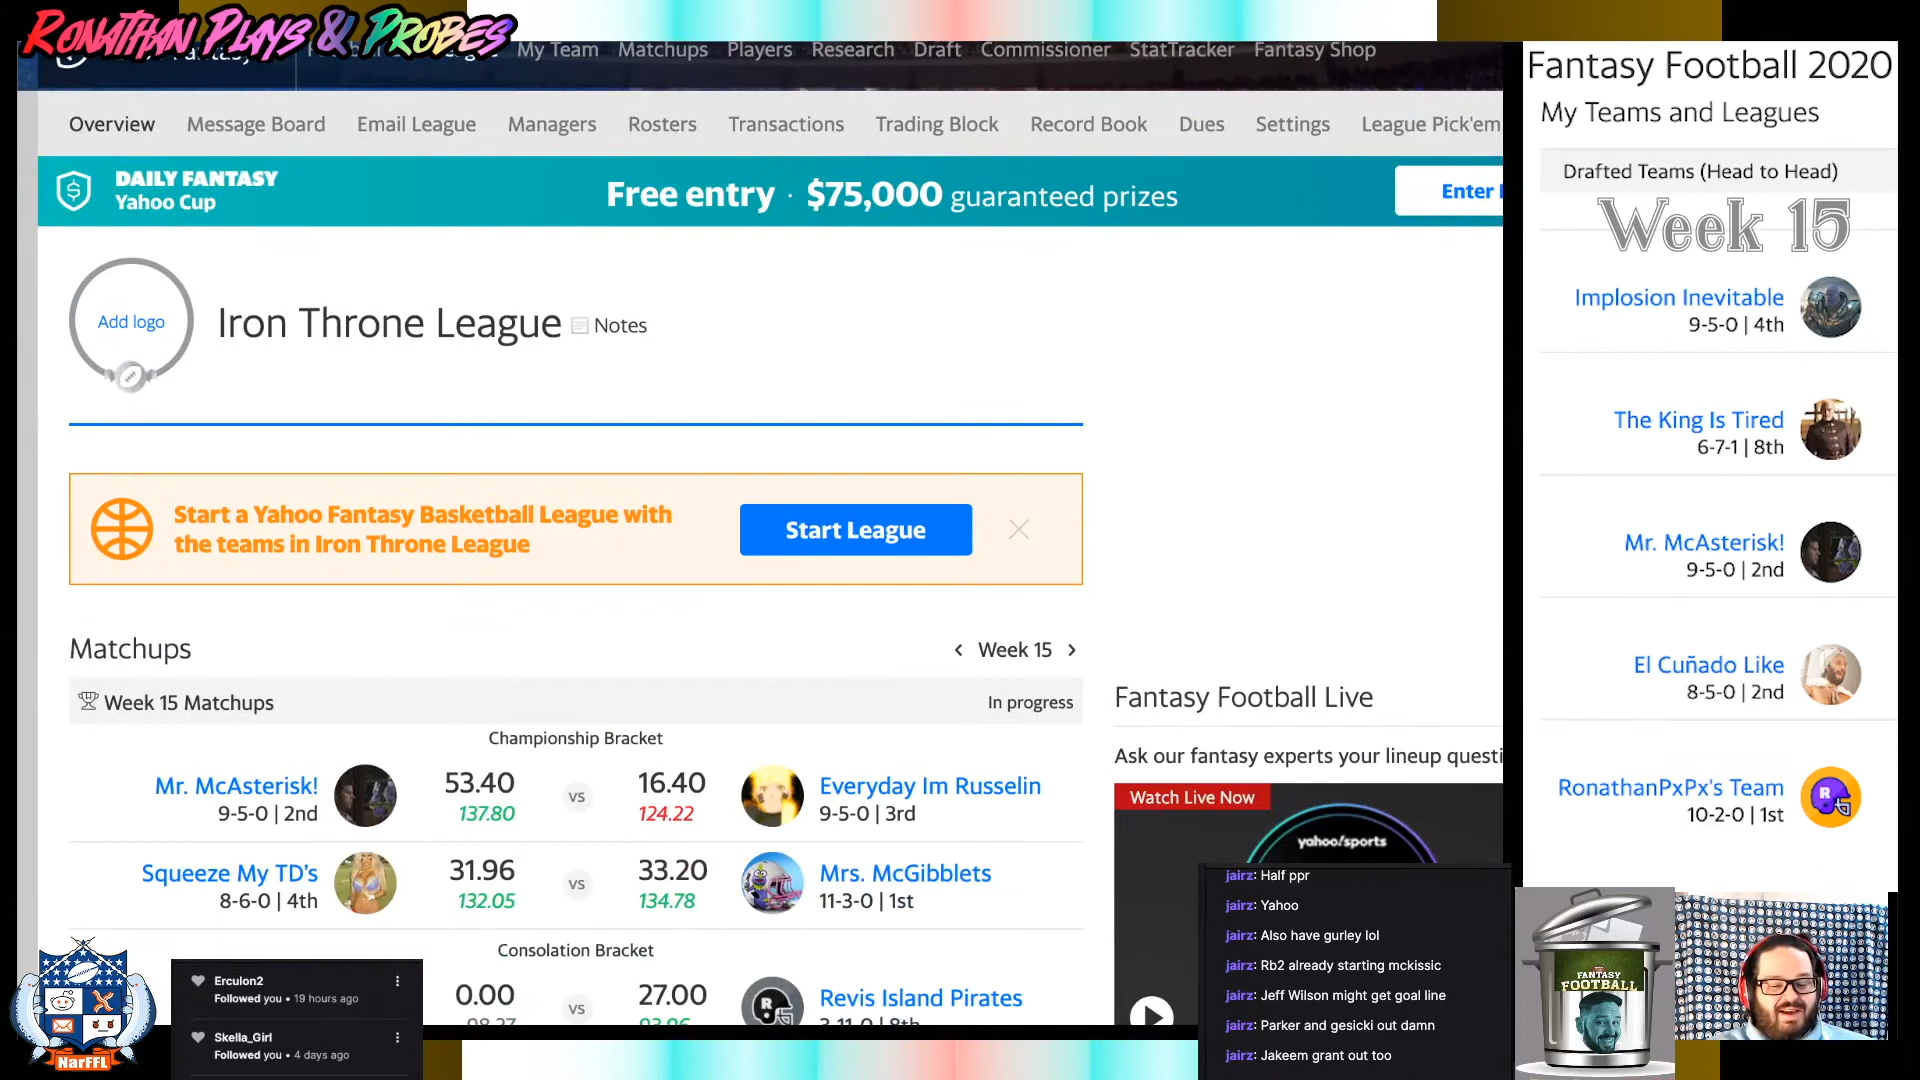 RONATHAN PLAYS & PROBES
My Team Matchups Players Research Draft Commissioner StatTracker Fantasy Shop
Overview Message Board Email League Managers Rosters Transactions Trading Block Record Book Dues Settings League Pick'em
DAILY FANTASY
Yahoo Cup
Free entry · $75,000 guaranteed prizes
Enter
Add logo
Iron Throne League Notes
Start a Yahoo Fantasy Basketball League with
the teams in Iron Throne League
Start League
Matchups
< Week 15 >
Week 15 Matchups In progress
Championship Bracket
Mr. McAsterisk! 53.40 vs 16.40 Everyday Im Russelin
9-5-0 | 2nd 137.80 124.22 9-5-0 | 3rd
Squeeze My TD's 31.96 vs 33.20 Mrs. McGibblets
8-6-0 | 4th 132.05 134.78 11-3-0 | 1st
Consolation Bracket
0.00 vs 27.00 Revis Island Pirates
98.27 93.96 3-11-0 | 8th
Fantasy Football Live
Ask our fantasy experts your lineup questi
Watch Live Now
yahoo!sports
Fantasy Football 2020
My Teams and Leagues
Drafted Teams (Head to Head)
Week 15
Implosion Inevitable
9-5-0 | 4th
The King Is Tired
6-7-1 | 8th
Mr. McAsterisk!
9-5-0 | 2nd
El Cuñado Like
8-5-0 | 2nd
RonathanPxPx's Team
10-2-0 | 1st
jairz: Half ppr
jairz: Yahoo
jairz: Also have gurley lol
jairz: Rb2 already starting mckissic
jairz: Jeff Wilson might get goal line
jairz: Parker and gesicki out damn
jairz: Jakeem grant out too
NarFFL
Erculon2
Followed you • 19 hours ago
Skella_Girl
Followed you • 4 days ago
FANTASY
FOOTBALL